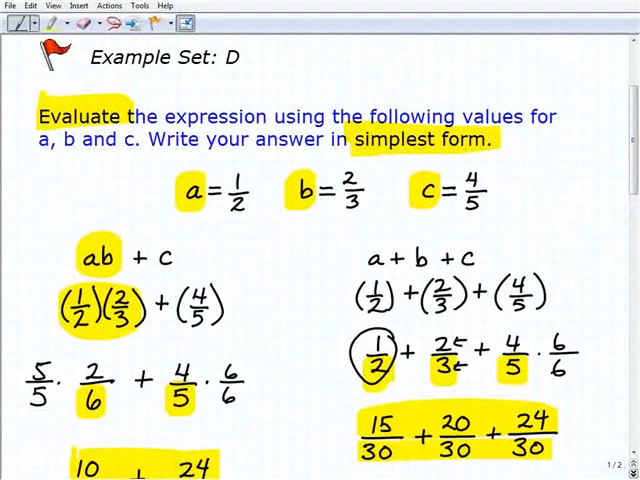 File Edit View Insert Actions Tools Help
Example Set: D
Evaluate the expression using the following values for
a, b and c. Write your answer in simplest form.
a = 1/2 b = 2/3 c = 4/5
ab + c
(1/2)(2/3) + (4/5)
5/5 · 2/6 + 4/5 · 6/6
10 + 24
a + b + c
(1/2) + (2/3) + (4/5)
1/2 + 2/3 + 4/5 · 6/6
15/30 + 20/30 + 24/30
1/2